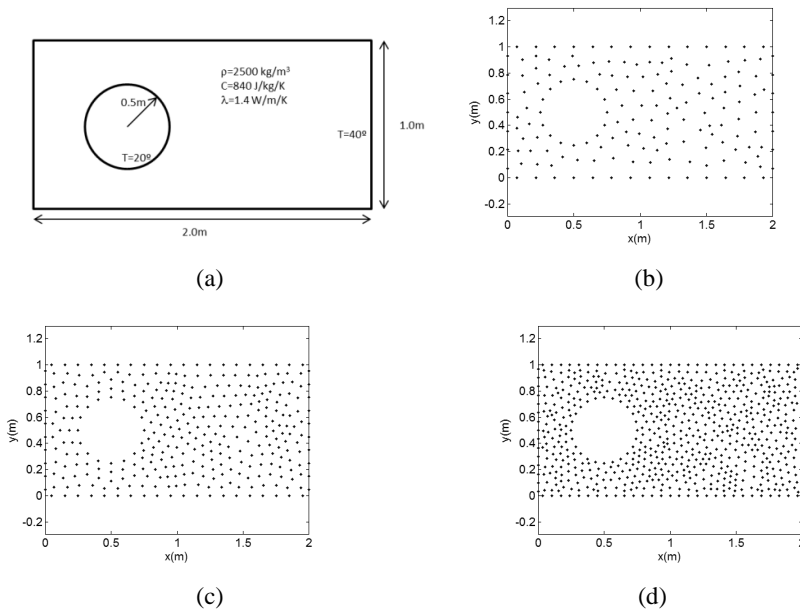 ρ=2500 kg/m³
C=840 J/kg/K
λ=1.4 W/m/K
0.5m
T=20º
T=40º
1.0m
2.0m
(a)
1.2
1
0.8
0.6
0.4
0.2
0
-0.2
y(m)
0 0.5 1 1.5 2
x(m)
(b)
1.2
1
0.8
0.6
0.4
0.2
0
-0.2
y(m)
0 0.5 1 1.5 2
x(m)
(c)
1.2
1
0.8
0.6
0.4
0.2
0
-0.2
y(m)
0 0.5 1 1.5 2
x(m)
(d)